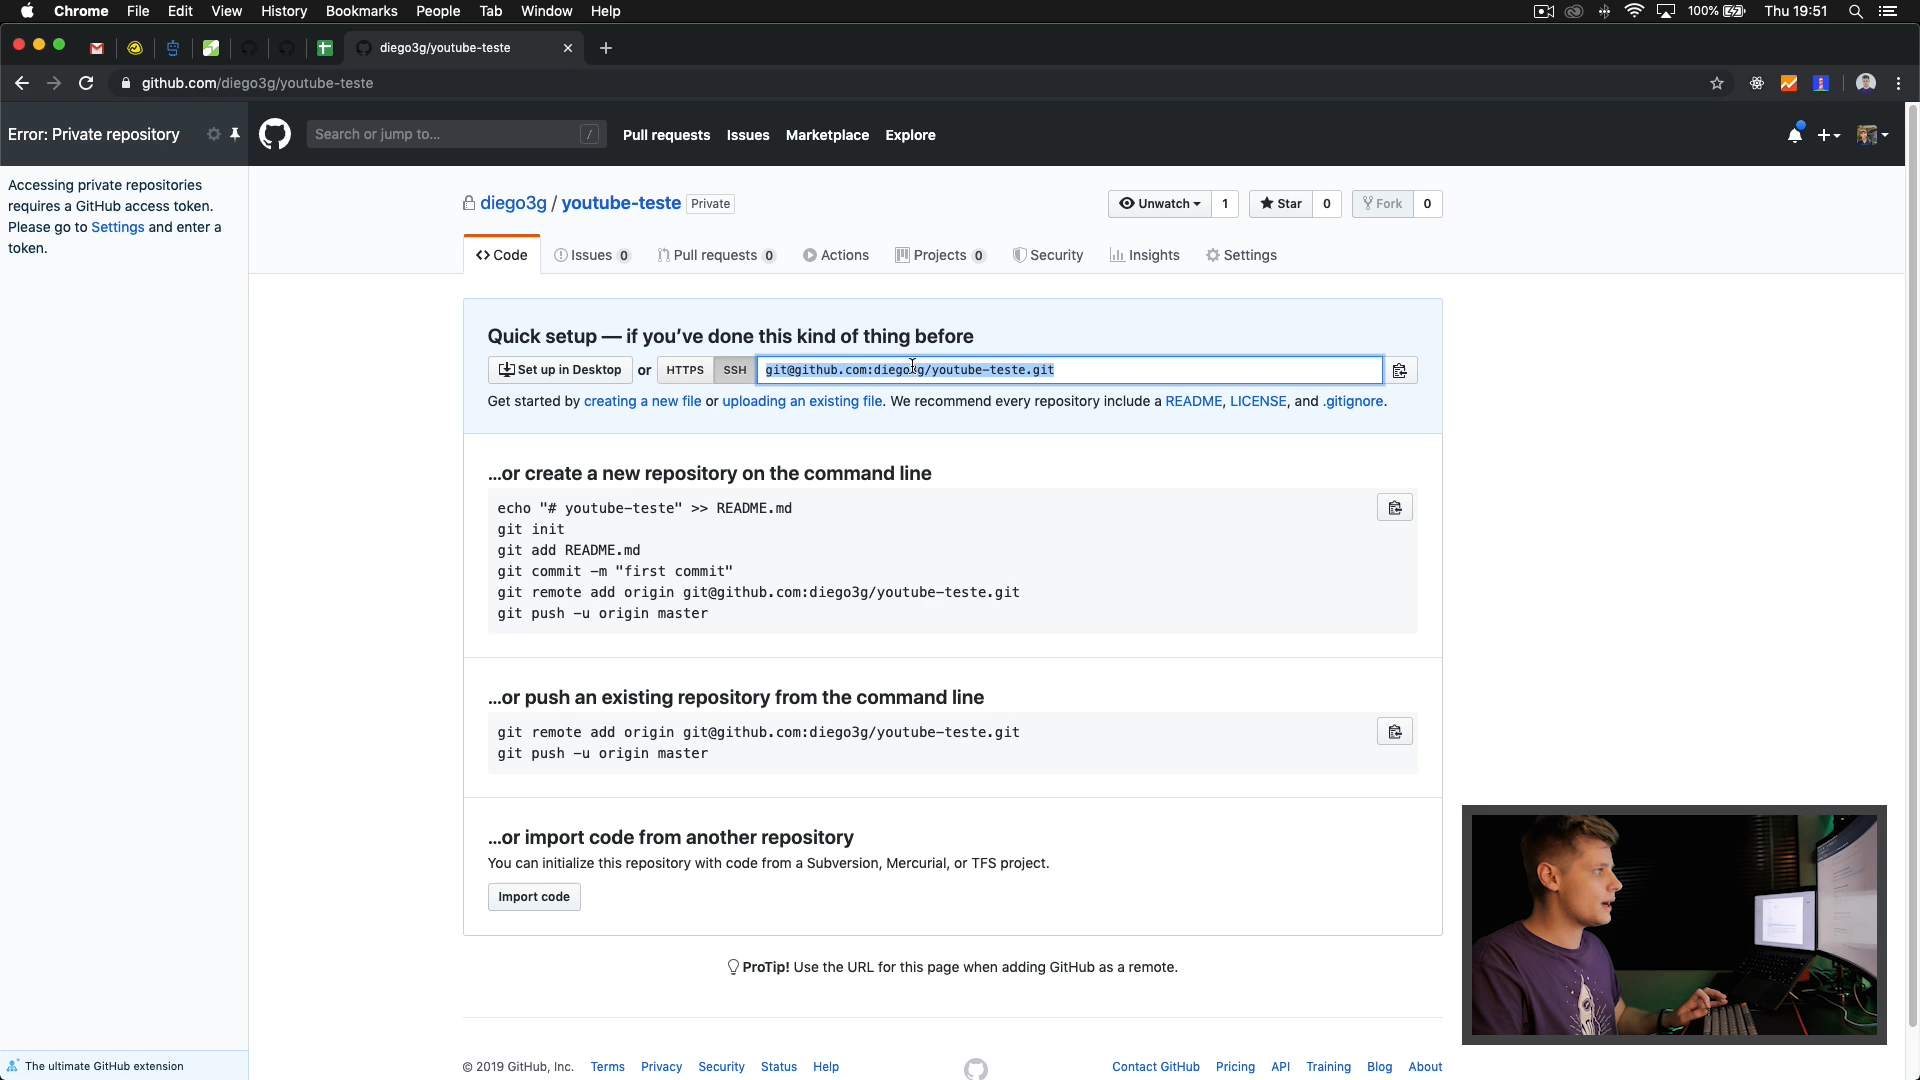 Chrome File Edit View History Bookmarks People Tab Window Help
100% Thu 19:51
diego3g/youtube-teste
github.com/diego3g/youtube-teste
Error: Private repository
Search or jump to...
/
Pull requests Issues Marketplace Explore
Accessing private repositories
requires a GitHub access token.
Please go to Settings and enter a
token.
diego3g / youtube-teste Private
Unwatch 1 Star 0 Fork 0
Code Issues 0 Pull requests 0 Actions Projects 0 Security Insights Settings
Quick setup — if you’ve done this kind of thing before
Set up in Desktop or HTTPS SSH git@github.com:diego3g/youtube-teste.git
Get started by creating a new file or uploading an existing file. We recommend every repository include a README, LICENSE, and .gitignore.
…or create a new repository on the command line
echo "# youtube-teste" >> README.md
git init
git add README.md
git commit -m "first commit"
git remote add origin git@github.com:diego3g/youtube-teste.git
git push -u origin master
…or push an existing repository from the command line
git remote add origin git@github.com:diego3g/youtube-teste.git
git push -u origin master
…or import code from another repository
You can initialize this repository with code from a Subversion, Mercurial, or TFS project.
Import code
ProTip! Use the URL for this page when adding GitHub as a remote.
The ultimate GitHub extension
© 2019 GitHub, Inc. Terms Privacy Security Status Help
Contact GitHub Pricing API Training Blog About